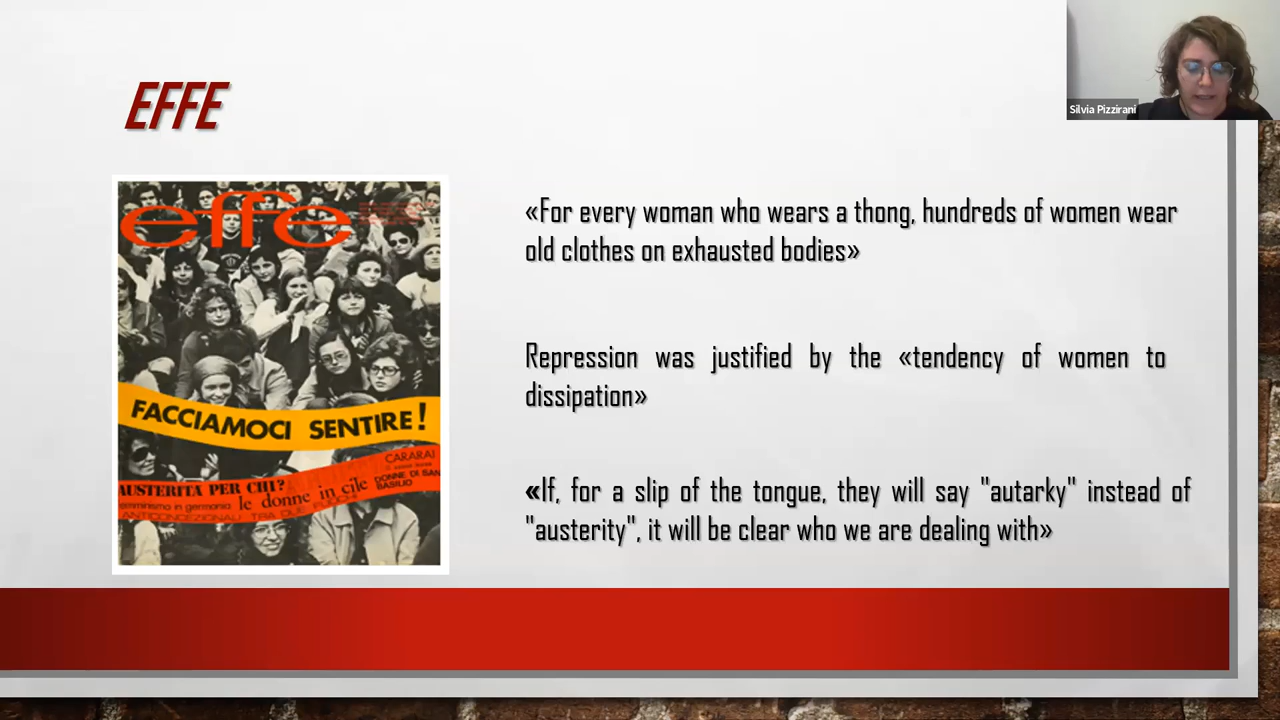 EFFE
Silvia Pizzirani
effe
FACCIAMOCI SENTIRE!
CARARAI
AUSTERITA PER CHI?
le donne in cile
DONNE DI SAN BASILIO
femminismo in germania
ANTICONCEZIONALI TRA DUE FUOCHI
«For every woman who wears a thong, hundreds of women wear
old clothes on exhausted bodies»
Repression was justified by the «tendency of women to
dissipation»
«If, for a slip of the tongue, they will say "autarky" instead of
"austerity", it will be clear who we are dealing with»